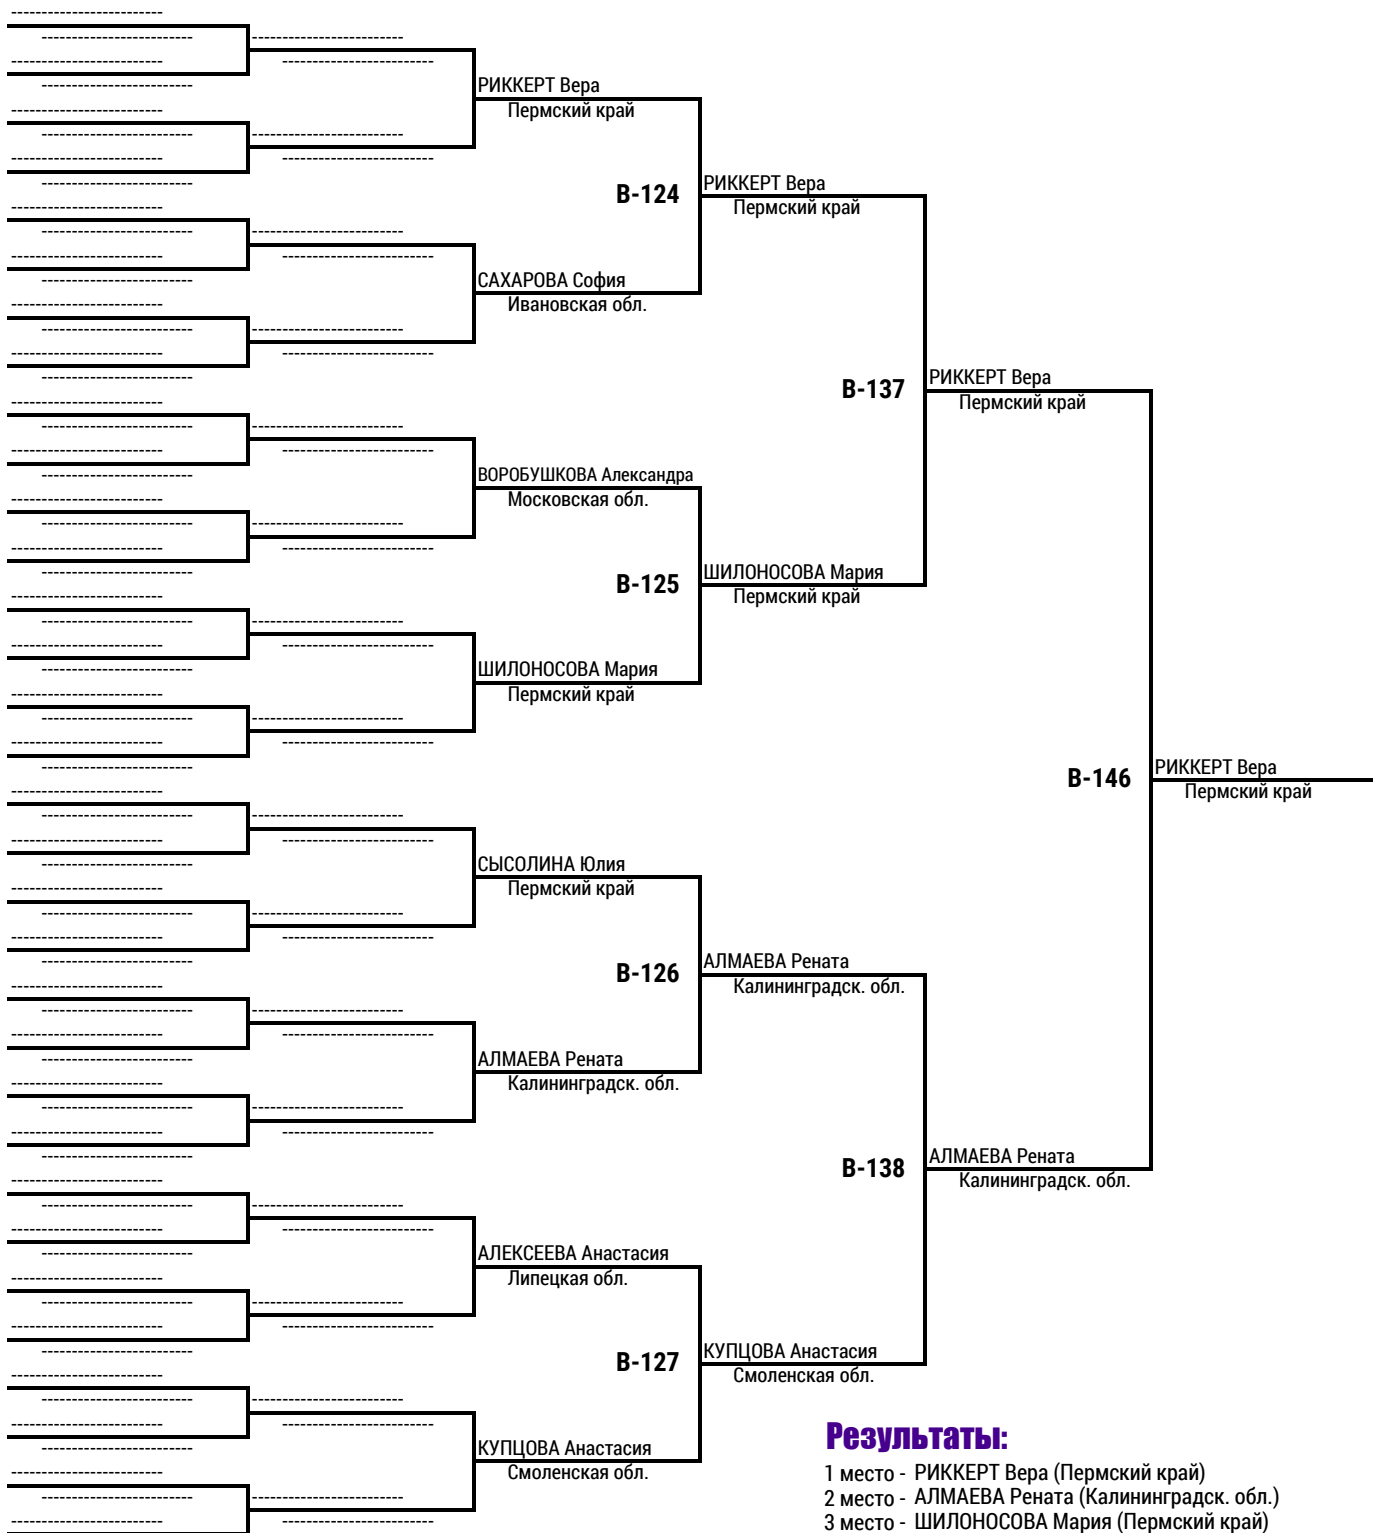 РИККЕРТ Вера
Пермский край
B-124
РИККЕРТ Вера
Пермский край
САХАРОВА София
Ивановская обл.
B-137
РИККЕРТ Вера
Пермский край
ВОРОБУШКОВА Александра
Московская обл.
B-125
ШИЛОНОСОВА Мария
Пермский край
ШИЛОНОСОВА Мария
Пермский край
B-146
РИККЕРТ Вера
Пермский край
СЫСОЛИНА Юлия
Пермский край
B-126
АЛМАЕВА Рената
Калининградск. обл.
АЛМАЕВА Рената
Калининградск. обл.
B-138
АЛМАЕВА Рената
Калининградск. обл.
АЛЕКСЕЕВА Анастасия
Липецкая обл.
B-127
КУПЦОВА Анастасия
Смоленская обл.
КУПЦОВА Анастасия
Смоленская обл.
Результаты:
1 место - РИККЕРТ Вера (Пермский край)
2 место - АЛМАЕВА Рената (Калининградск. обл.)
3 место - ШИЛОНОСОВА Мария (Пермский край)